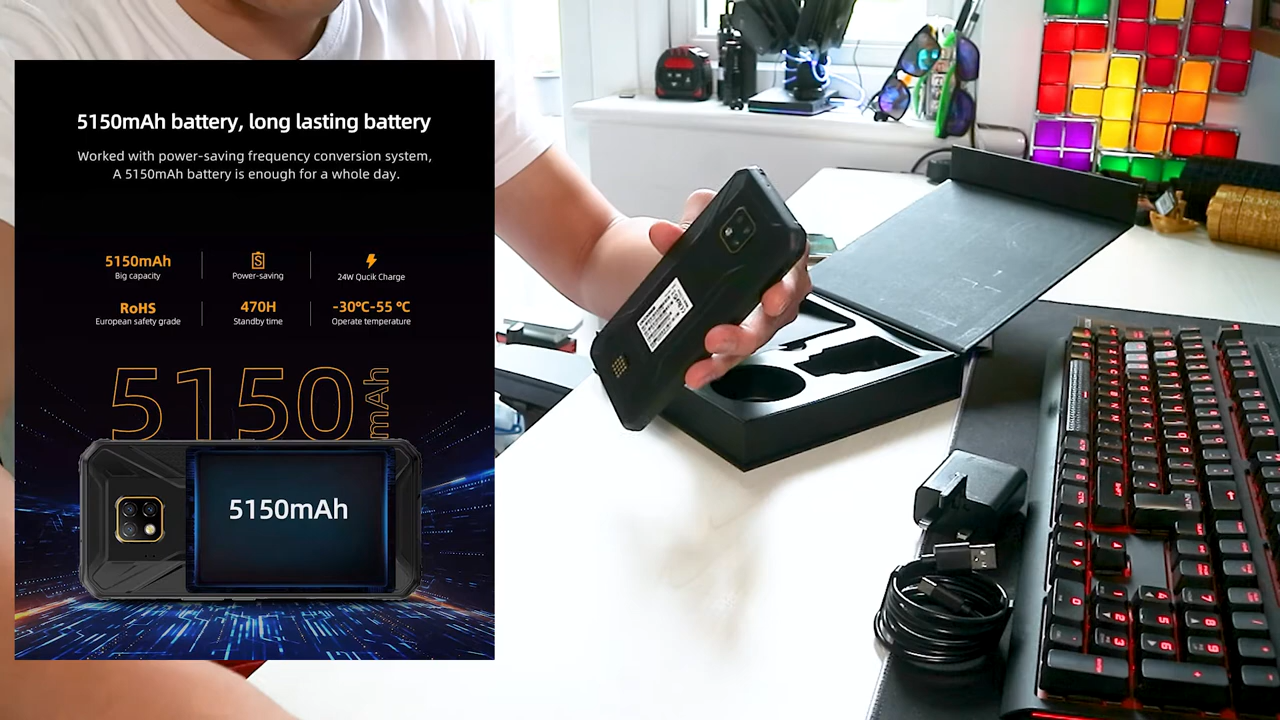 5150mAh battery, long lasting battery
Worked with power-saving frequency conversion system,
A 5150mAh battery is enough for a whole day.
5150mAh
Big capacity
Power-saving
24W Qucik Charge
RoHS
European safety grade
470H
Standby time
-30°C-55 °C
Operate temperature
5150 mAh
5150mAh